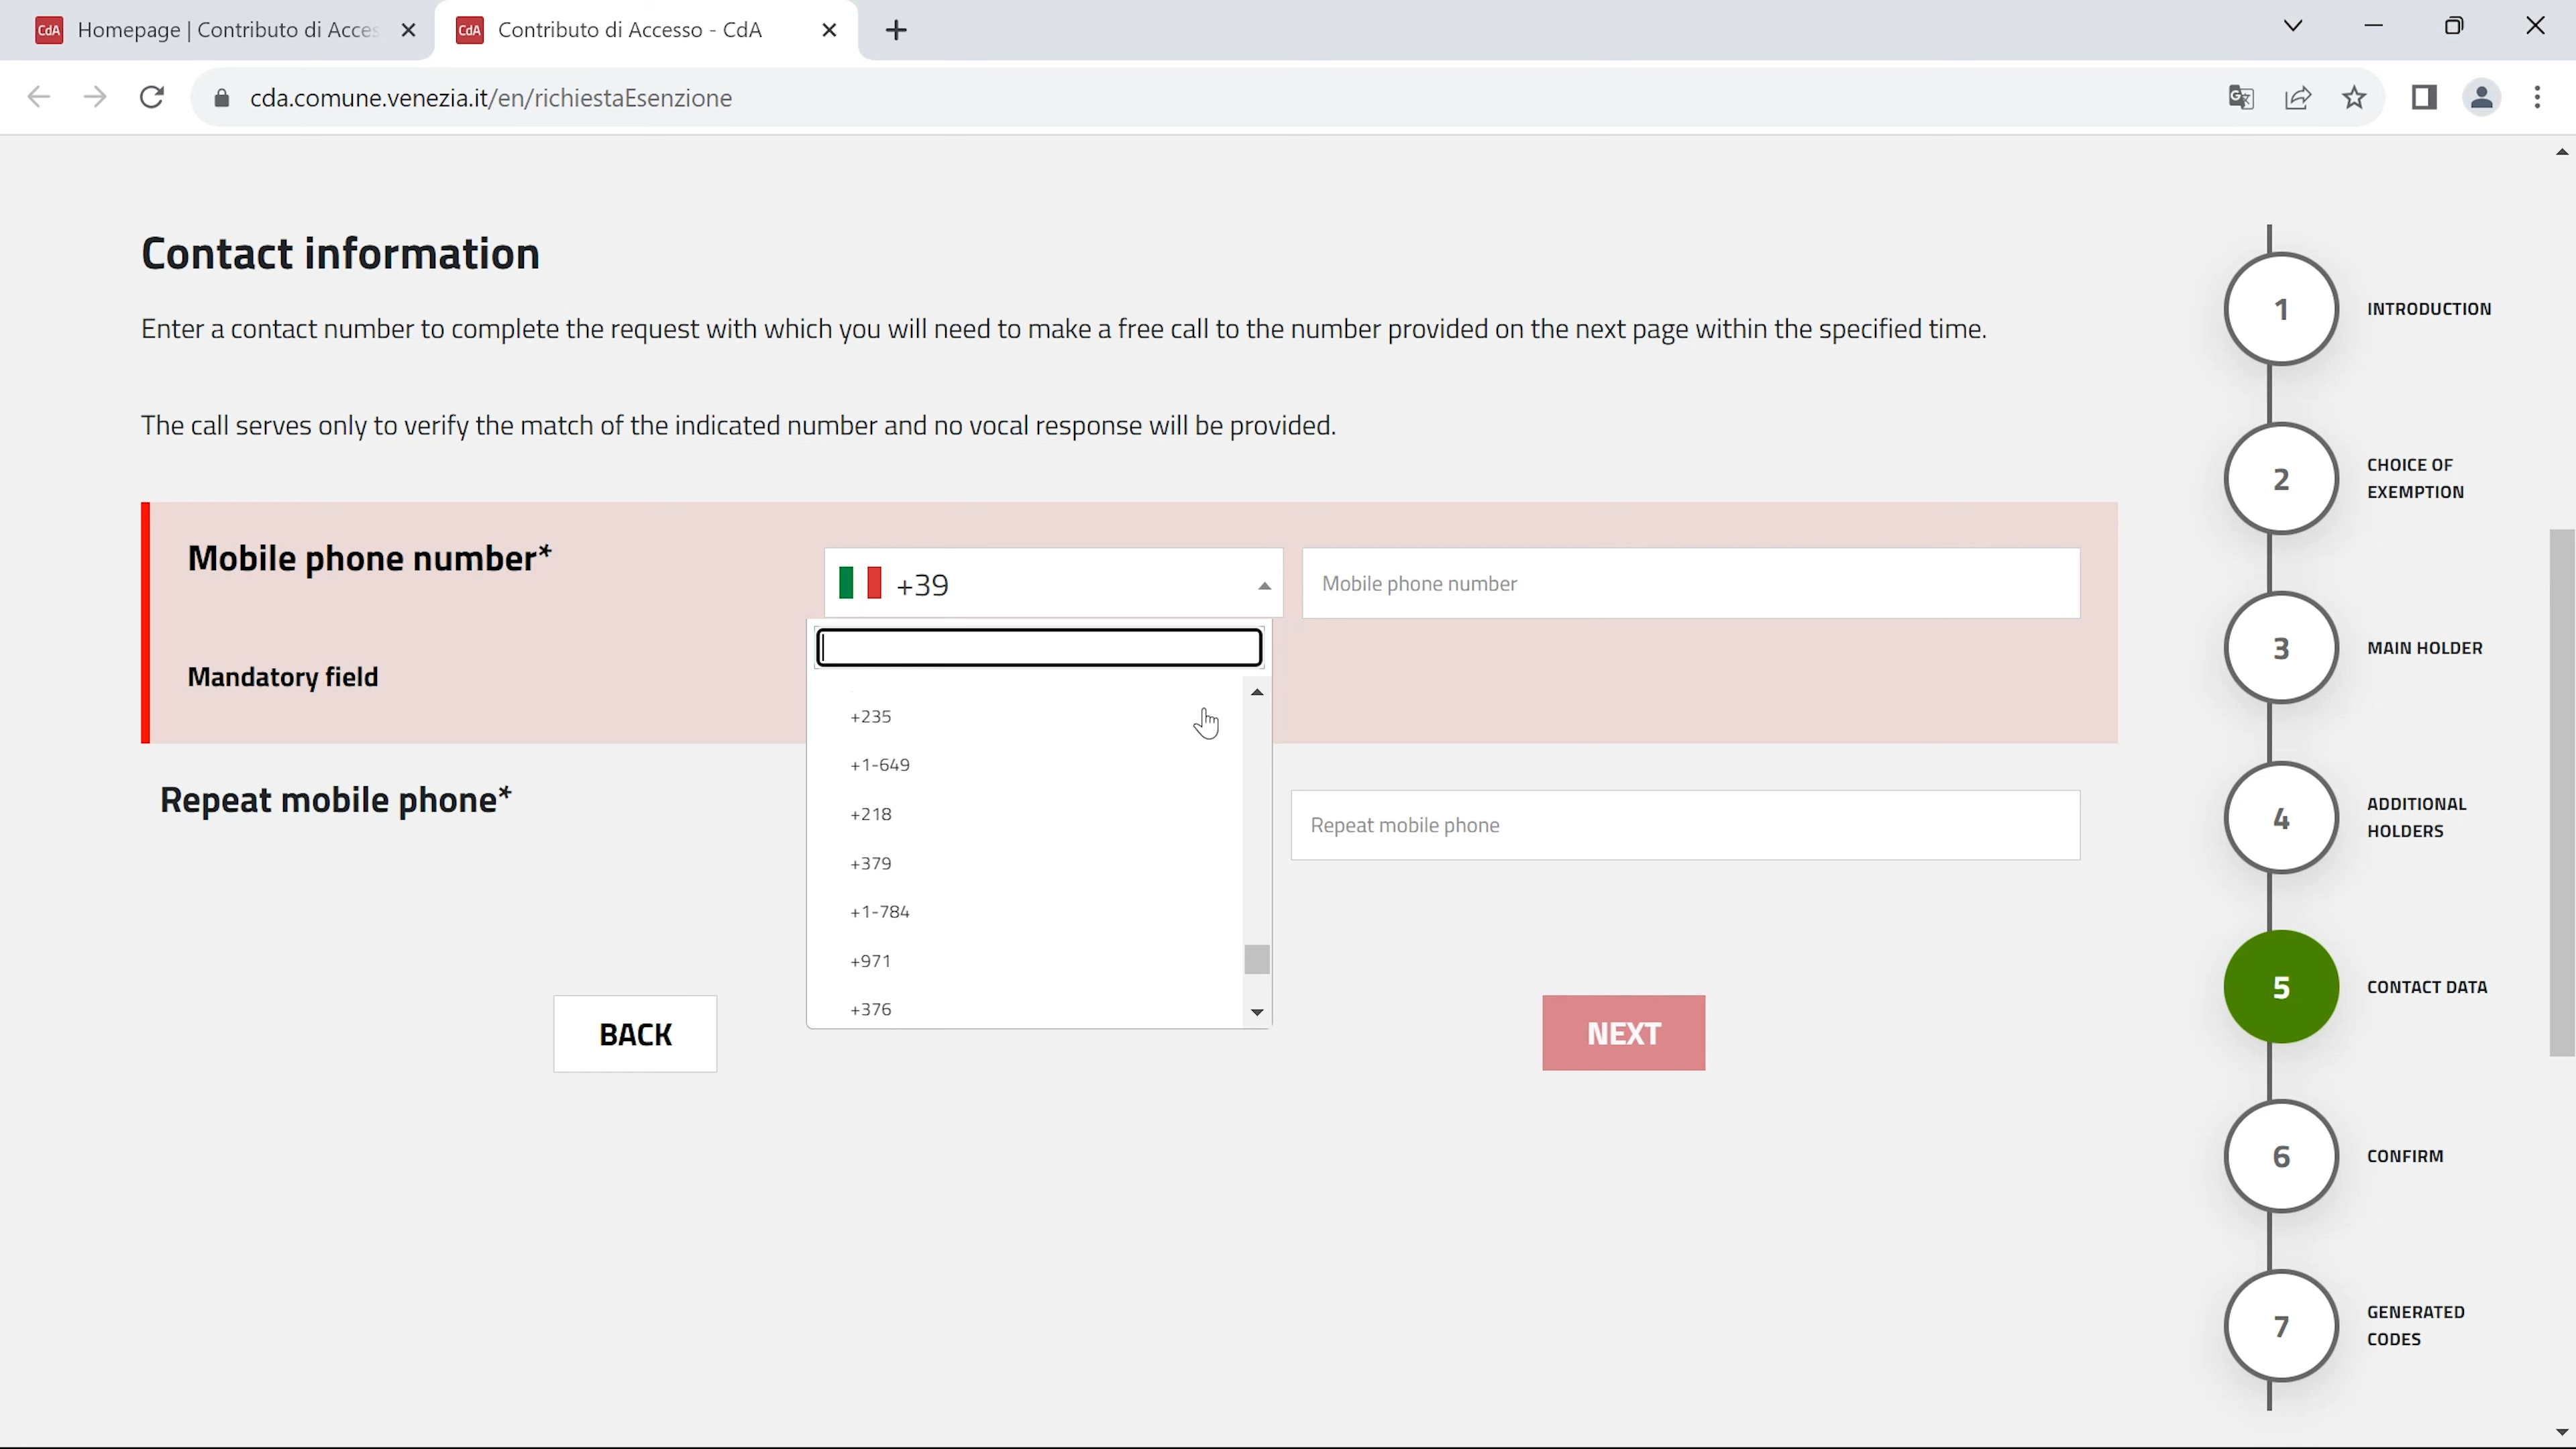 CdA Homepage | Contributo di Acces
CdA Contributo di Accesso - CdA
cda.comune.venezia.it/en/richiestaEsenzione
Contact information
Enter a contact number to complete the request with which you will need to make a free call to the number provided on the next page within the specified time.
The call serves only to verify the match of the indicated number and no vocal response will be provided.
Mobile phone number*
+39
Mobile phone number
Mandatory field
+235
+1-649
+218
+379
+1-784
+971
+376
Repeat mobile phone*
Repeat mobile phone
BACK
NEXT
1 INTRODUCTION
2 CHOICE OF
EXEMPTION
3 MAIN HOLDER
4 ADDITIONAL
HOLDERS
5 CONTACT DATA
6 CONFIRM
7 GENERATED
CODES